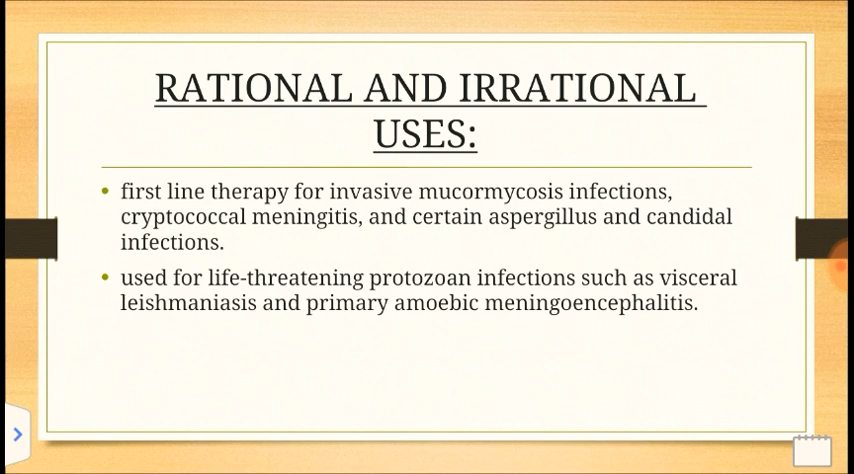 RATIONAL AND IRRATIONAL
USES:
• first line therapy for invasive mucormycosis infections,
cryptococcal meningitis, and certain aspergillus and candidal
infections.
• used for life-threatening protozoan infections such as visceral
leishmaniasis and primary amoebic meningoencephalitis.